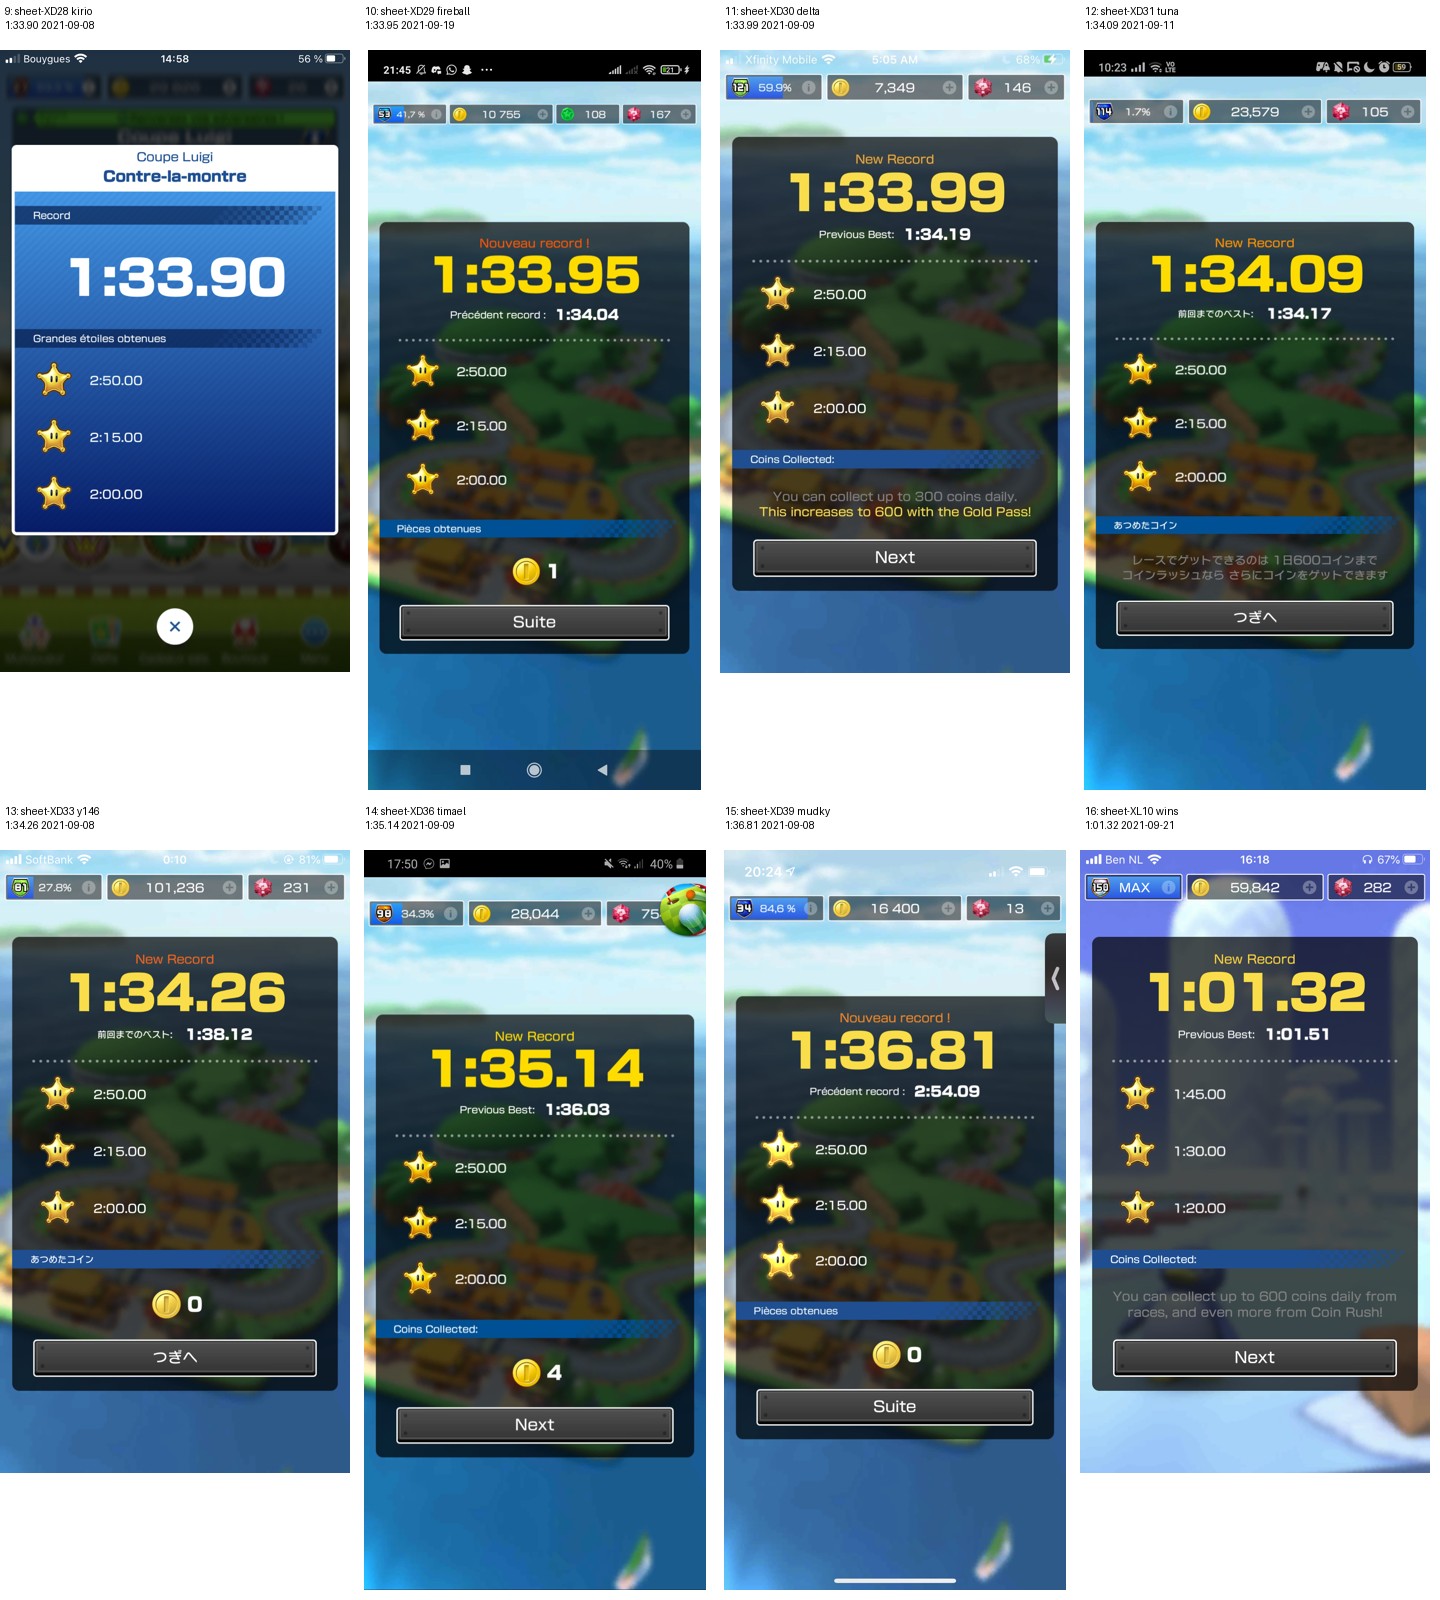 9: sheet-XD28 kirio
1:33.90 2021-09-08
Bouygues 14:58 56 %
Coupe Luigi
Coupe Luigi
Contre-la-montre
Record
1:33.90
Grandes étoiles obtenues
2:50.00
2:15.00
2:00.00
10: sheet-XD29 fireball
1:33.95 2021-09-19
21:45 21
53 41,7 % 10 755 108 167
Nouveau record !
1:33.95
Précédent record : 1:34.04
2:50.00
2:15.00
2:00.00
Pièces obtenues
1
Suite
11: sheet-XD30 delta
1:33.99 2021-09-09
Xfinity Mobile 5:05 AM 68%
121 59.9% 7,349 146
New Record
1:33.99
Previous Best: 1:34.19
2:50.00
2:15.00
2:00.00
Coins Collected:
You can collect up to 300 coins daily.
This increases to 600 with the Gold Pass!
Next
12: sheet-XD31 tuna
1:34.09 2021-09-11
10:23 VO LTE 59
114 1.7% 23,579 105
New Record
1:34.09
前回までのベスト: 1:34.17
2:50.00
2:15.00
2:00.00
あつめたコイン
レースでゲットできるのは 1日600コインまで
コインラッシュなら さらにコインをゲットできます
つぎへ
13: sheet-XD33 y146
1:34.26 2021-09-08
SoftBank 0:10 81%
81 27.8% 101,236 231
New Record
1:34.26
前回までのベスト: 1:38.12
2:50.00
2:15.00
2:00.00
あつめたコイン
0
つぎへ
14: sheet-XD36 timael
1:35.14 2021-09-09
17:50 40%
98 34.3% 28,044 75
New Record
1:35.14
Previous Best: 1:36.03
2:50.00
2:15.00
2:00.00
Coins Collected:
4
Next
15: sheet-XD39 mudky
1:36.81 2021-09-08
20:24
34 84,6 % 16 400 13
Nouveau record !
1:36.81
Précédent record : 2:54.09
2:50.00
2:15.00
2:00.00
Pièces obtenues
0
Suite
16: sheet-XL10 wins
1:01.32 2021-09-21
Ben NL 16:18 67%
150 MAX 59,842 282
New Record
1:01.32
Previous Best: 1:01.51
1:45.00
1:30.00
1:20.00
Coins Collected:
You can collect up to 600 coins daily from
races, and even more from Coin Rush!
Next